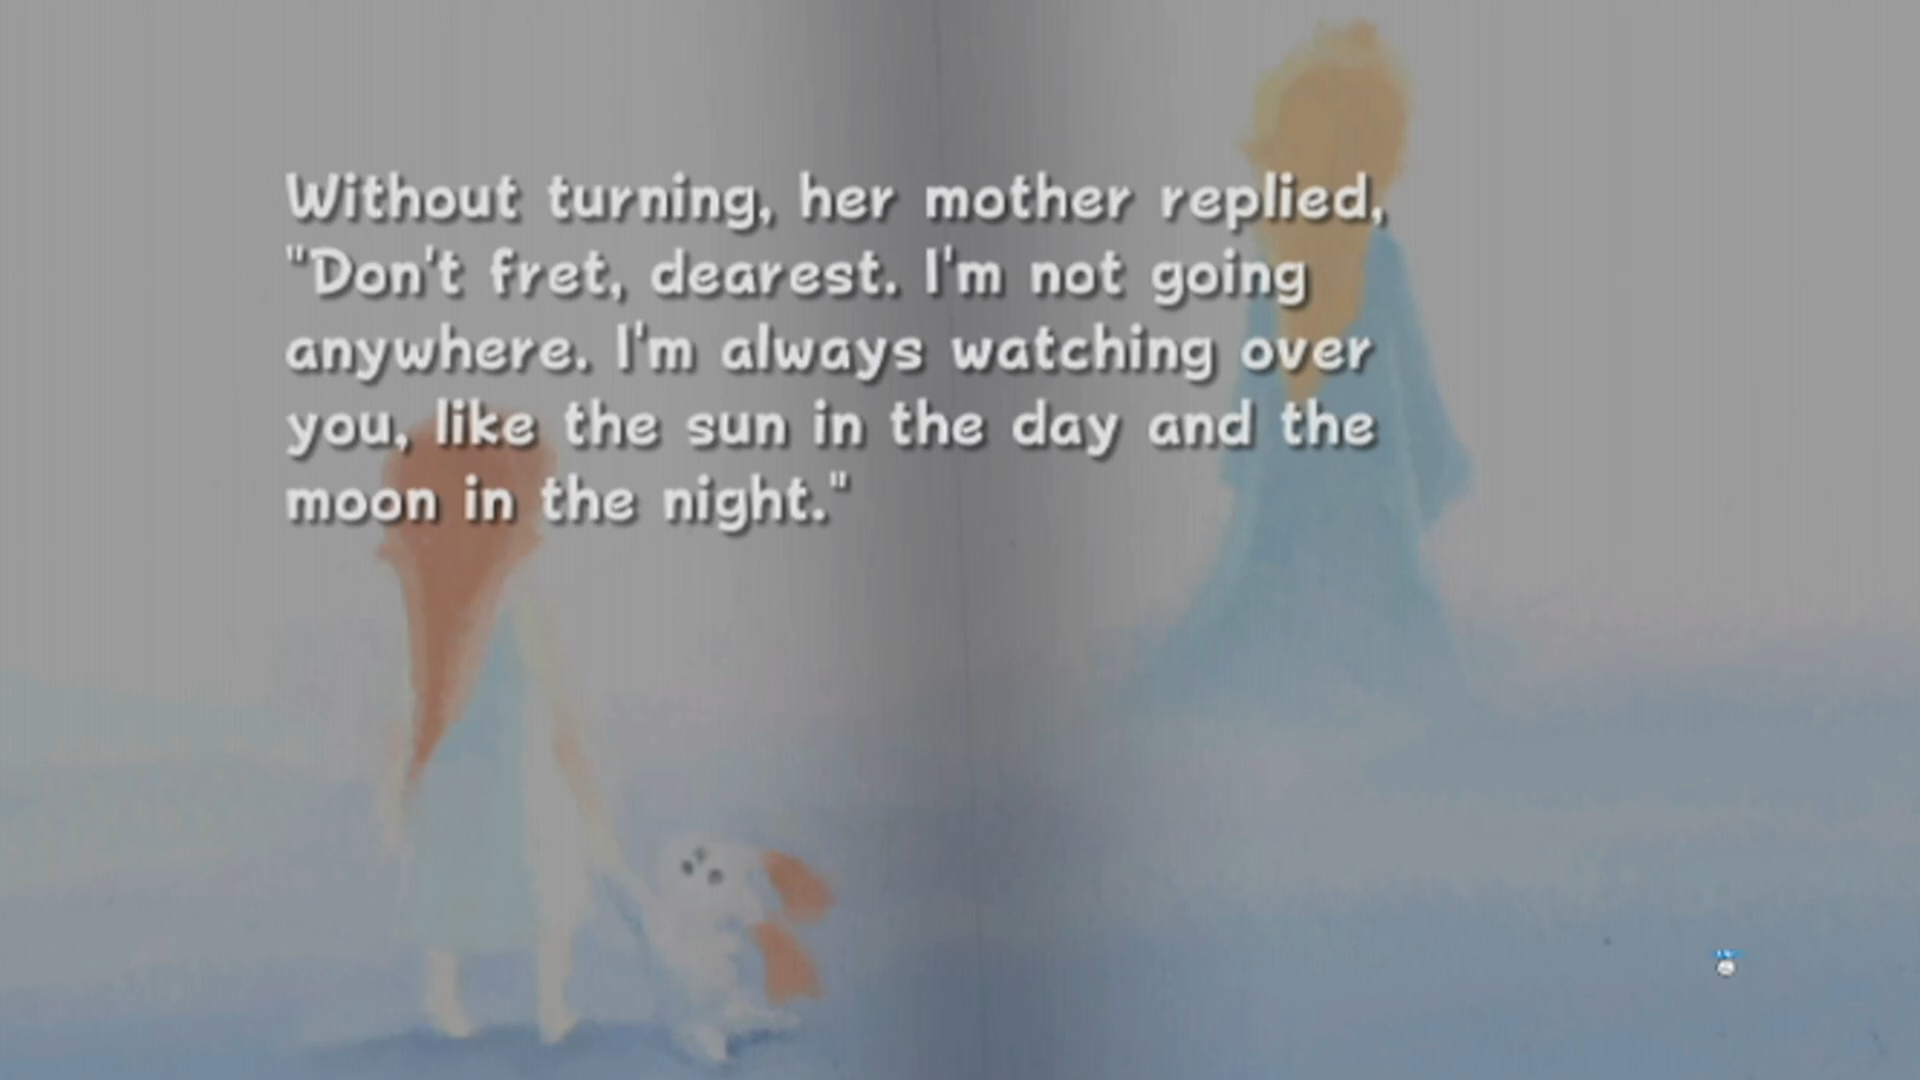 Without turning, her mother replied,
"Don't fret, dearest. I'm not going
anywhere. I'm always watching over
you, like the sun in the day and the
moon in the night."